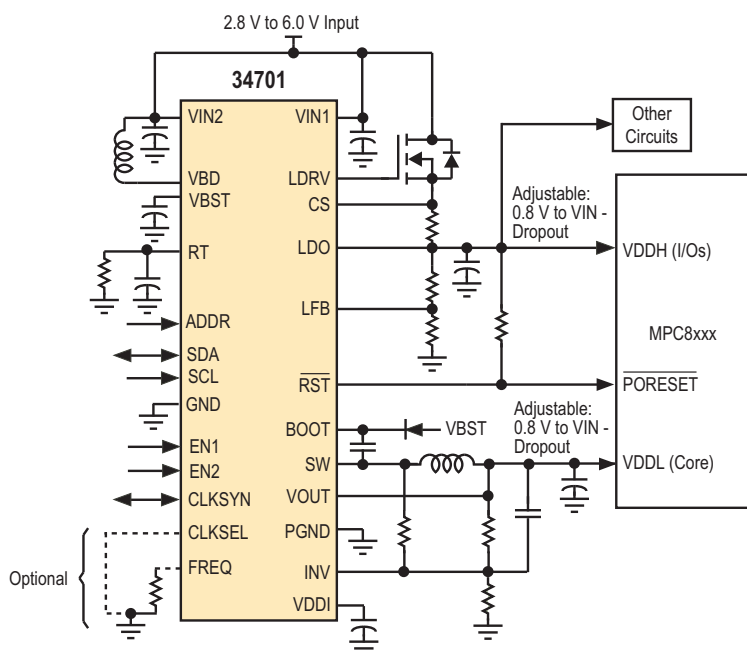 2.8 V to 6.0 V Input
34701
VIN2
VIN1
VBD
LDRV
VBST
CS
RT
LDO
LFB
ADDR
SDA
SCL
RST
GND
BOOT
EN1
SW
EN2
VOUT
CLKSYN
CLKSEL
PGND
FREQ
INV
VDDI
Optional
VBST
Other
Circuits
Adjustable:
0.8 V to VIN -
Dropout
VDDH (I/Os)
MPC8xxx
PORESET
Adjustable:
0.8 V to VIN -
Dropout
VDDL (Core)